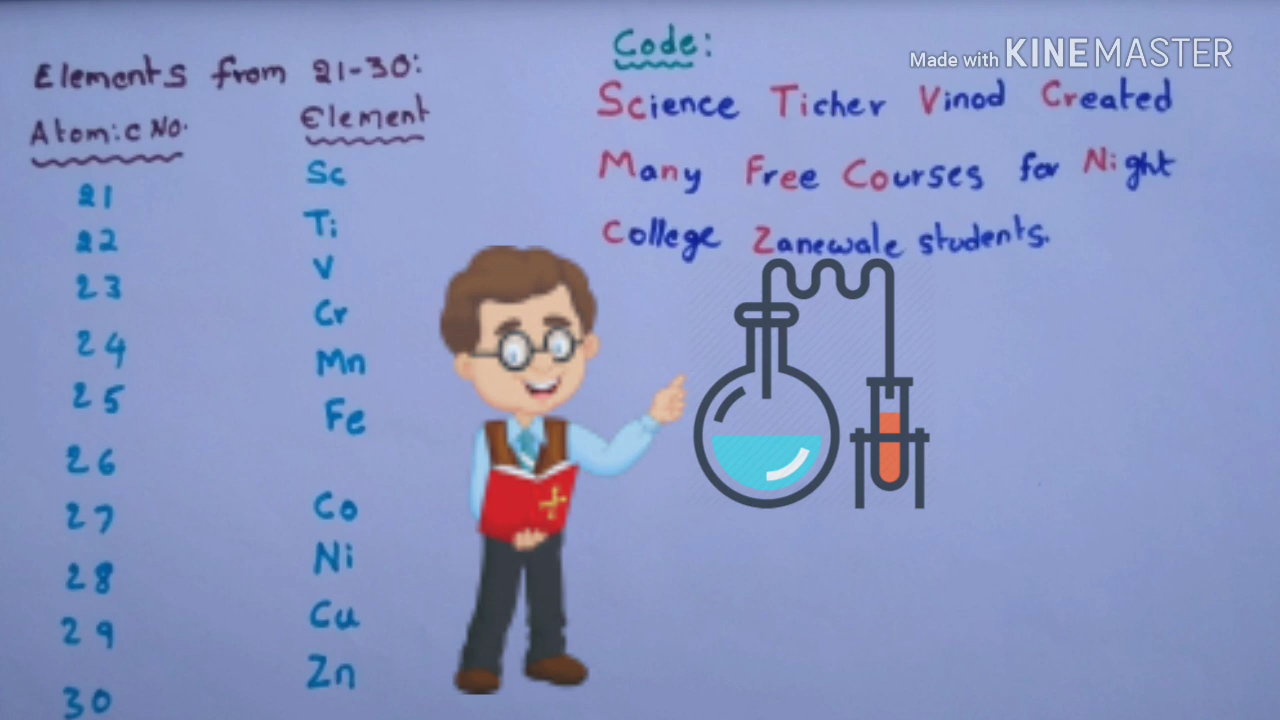 Elements from 21-30:
Atomic No. Element
21 Sc
22 Ti
23 V
24 Cr
25 Mn
26 Fe
27 Co
28 Ni
29 Cu
30 Zn
Code:
Made with KINEMASTER
Science Ticher Vinod Created
Many Free Courses for Night
College Zanewale students.